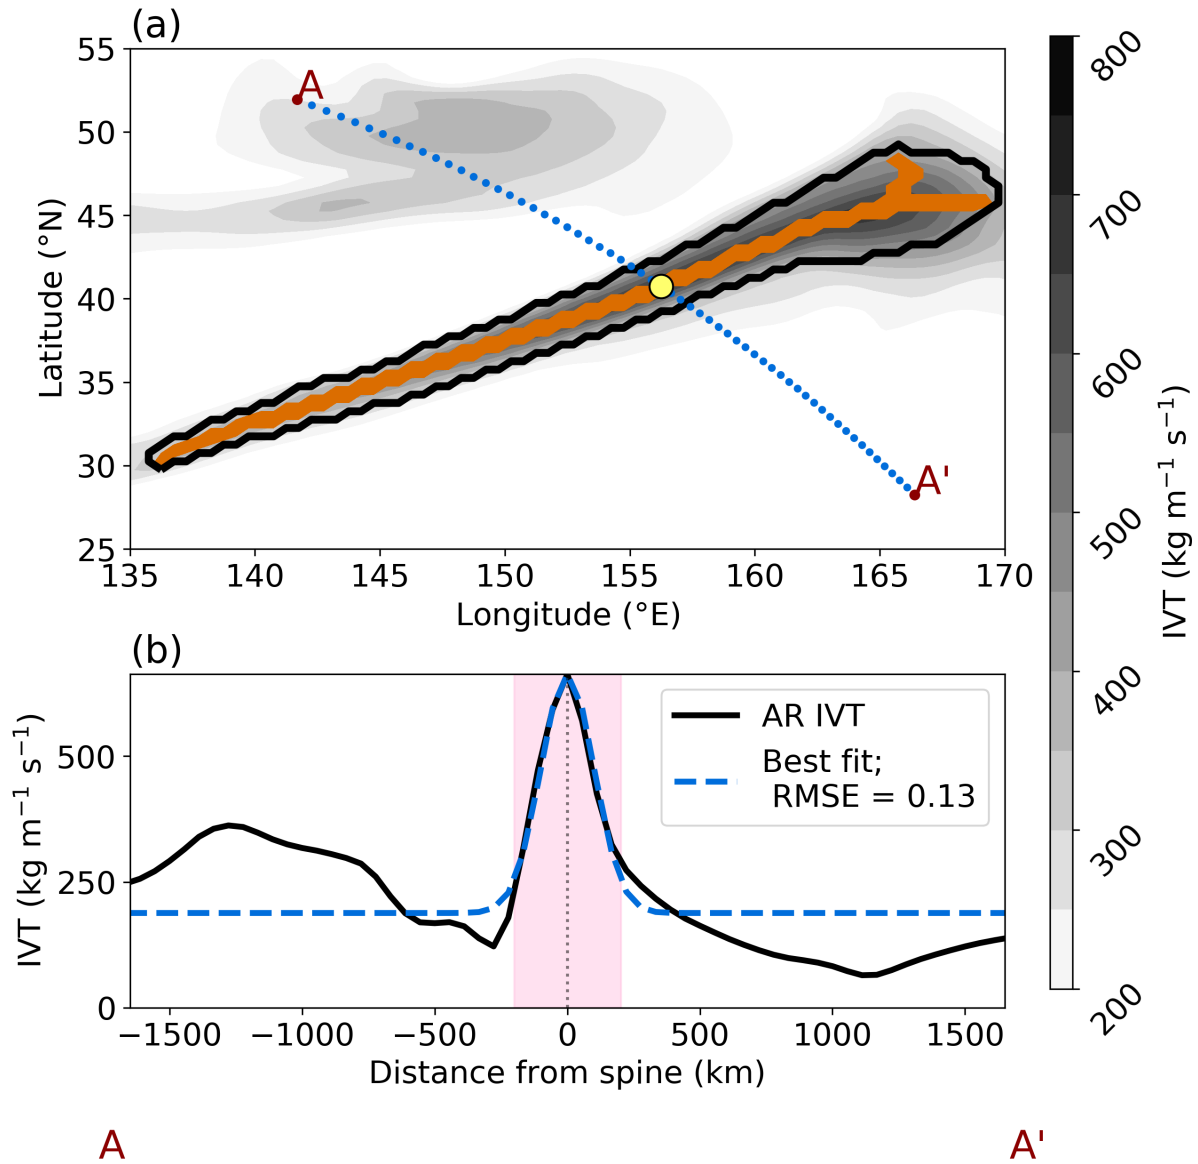 (a)
55
50
45
40
35
30
25
Latitude (°N)
A
A'
135 140 145 150 155 160 165 170
Longitude (°E)
800
700
600
500
400
300
200
IVT (kg m⁻¹ s⁻¹)
(b)
500
250
0
IVT (kg m⁻¹ s⁻¹)
AR IVT
Best fit;
RMSE = 0.13
−1500 −1000 −500 0 500 1000 1500
Distance from spine (km)
A A'